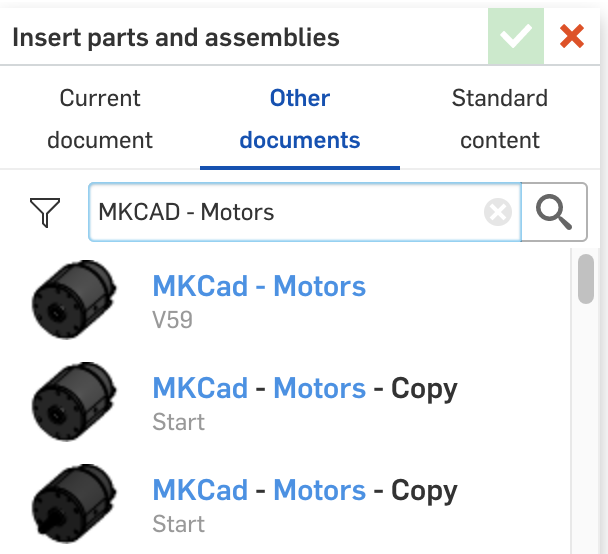 Insert parts and assemblies
Current document
Other documents
Standard content
MKCAD - Motors
MKCad - Motors
V59
MKCad - Motors - Copy
Start
MKCad - Motors - Copy
Start